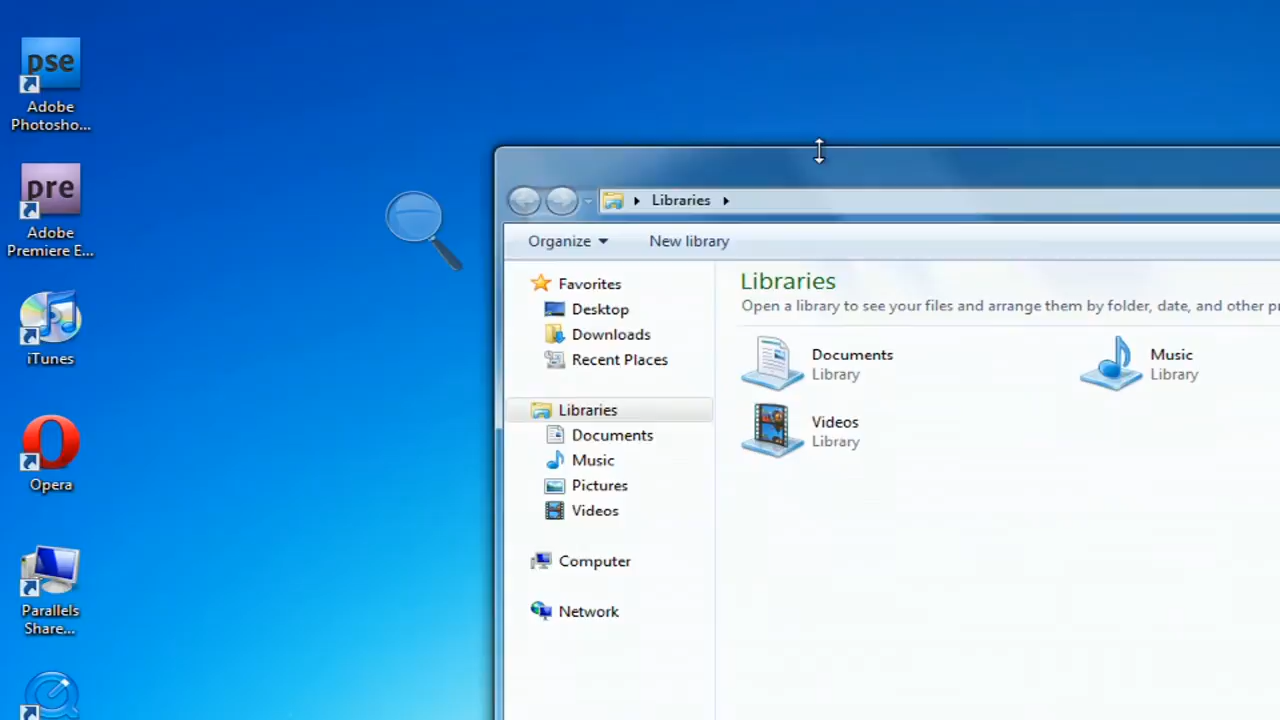 pse
Adobe
Photosho...
pre
Adobe
Premiere E...
iTunes
Opera
Parallels
Share...
Libraries
Organize
New library
Favorites
Desktop
Downloads
Recent Places
Libraries
Documents
Music
Pictures
Videos
Computer
Network
Libraries
Open a library to see your files and arrange them by folder, date, and other
Documents
Library
Music
Library
Videos
Library